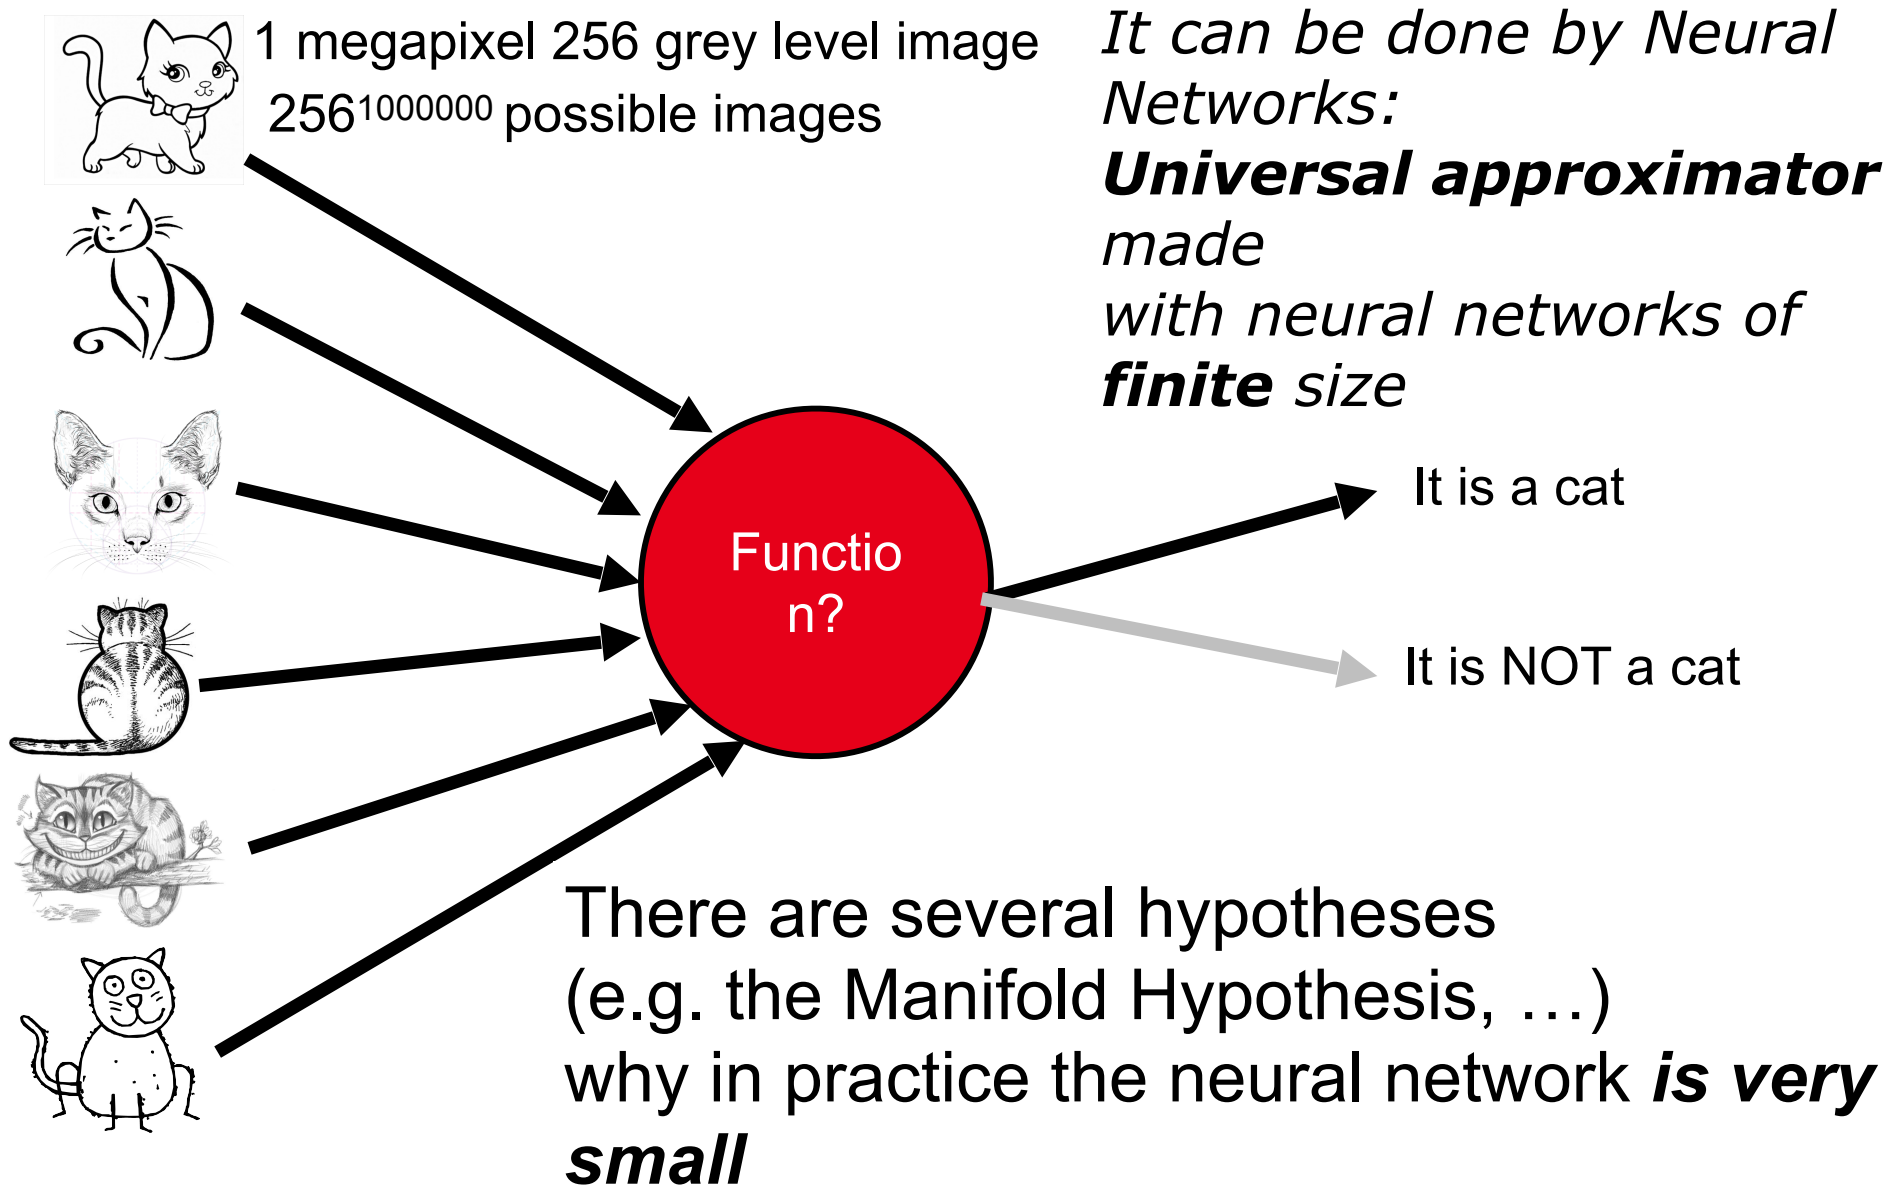 1 megapixel 256 grey level image
256¹⁰⁰⁰⁰⁰⁰ possible images
It can be done by Neural
Networks:
Universal approximator
made
with neural networks of
finite size
Functio
n?
It is a cat
It is NOT a cat
There are several hypotheses
(e.g. the Manifold Hypothesis, …)
why in practice the neural network is very
small